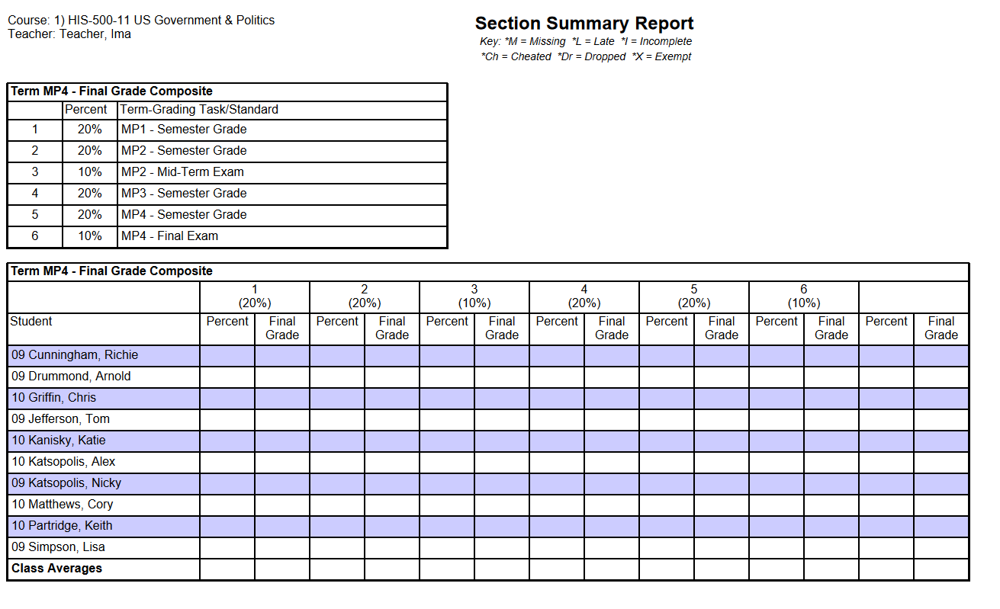 Course: 1) HIS-500-11 US Government & Politics
Teacher: Teacher, Ima
Section Summary Report
Key: *M = Missing *L = Late *I = Incomplete
*Ch = Cheated *Dr = Dropped *X = Exempt
Term MP4 - Final Grade Composite
Percent Term-Grading Task/Standard
1 20% MP1 - Semester Grade
2 20% MP2 - Semester Grade
3 10% MP2 - Mid-Term Exam
4 20% MP3 - Semester Grade
5 20% MP4 - Semester Grade
6 10% MP4 - Final Exam
Term MP4 - Final Grade Composite
1 2 3 4 5 6
(20%) (20%) (10%) (20%) (20%) (10%)
Student Percent Final Percent Final Percent Final Percent Final Percent Final Percent Final Percent Final
Grade Grade Grade Grade Grade Grade Grade
09 Cunningham, Richie
09 Drummond, Arnold
10 Griffin, Chris
09 Jefferson, Tom
10 Kanisky, Katie
10 Katsopolis, Alex
09 Katsopolis, Nicky
10 Matthews, Cory
10 Partridge, Keith
09 Simpson, Lisa
Class Averages